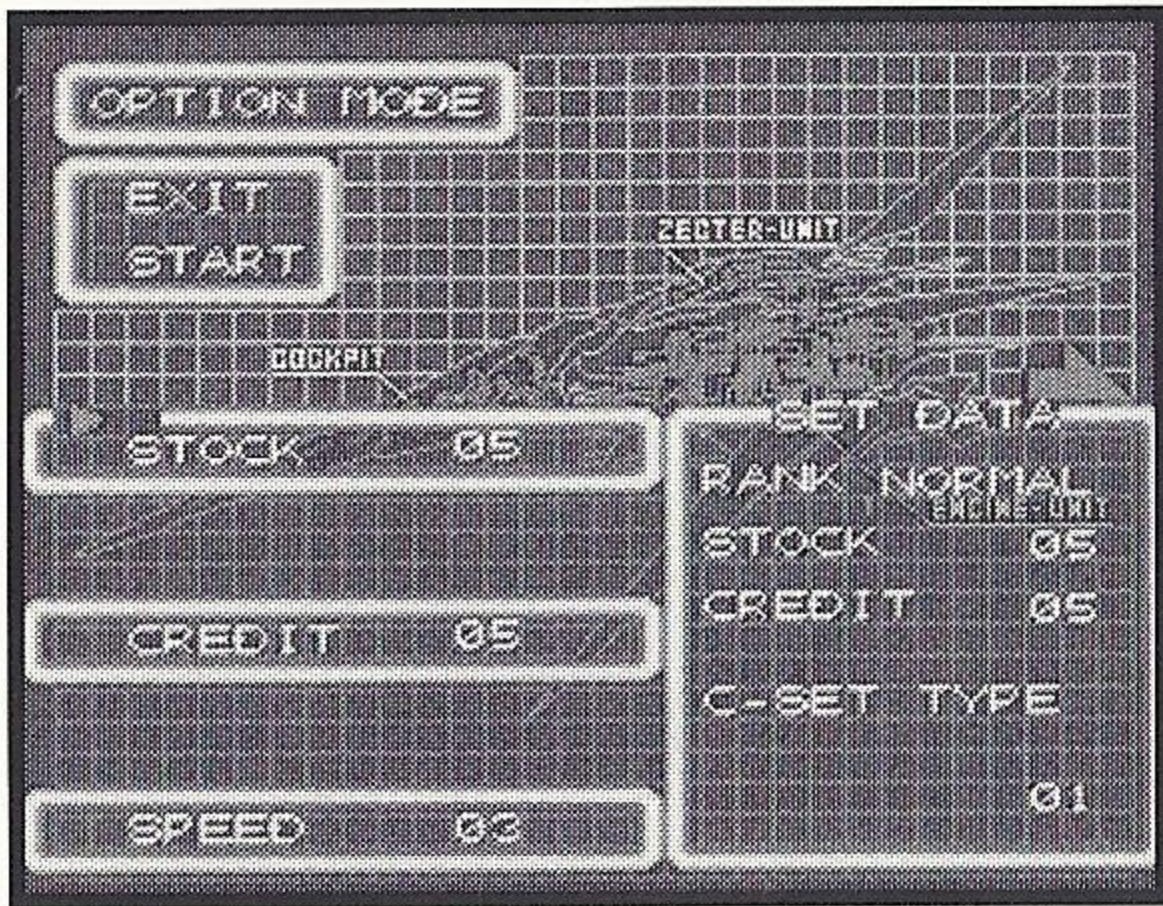 OPTION MODE
EXIT
START
ZECTER-UNIT
COCKPIT
STOCK 05
CREDIT 05
SPEED 03
SET DATA
RANK NORMAL
ENGINE-UNIT
STOCK 05
CREDIT 05
C-SET TYPE
01